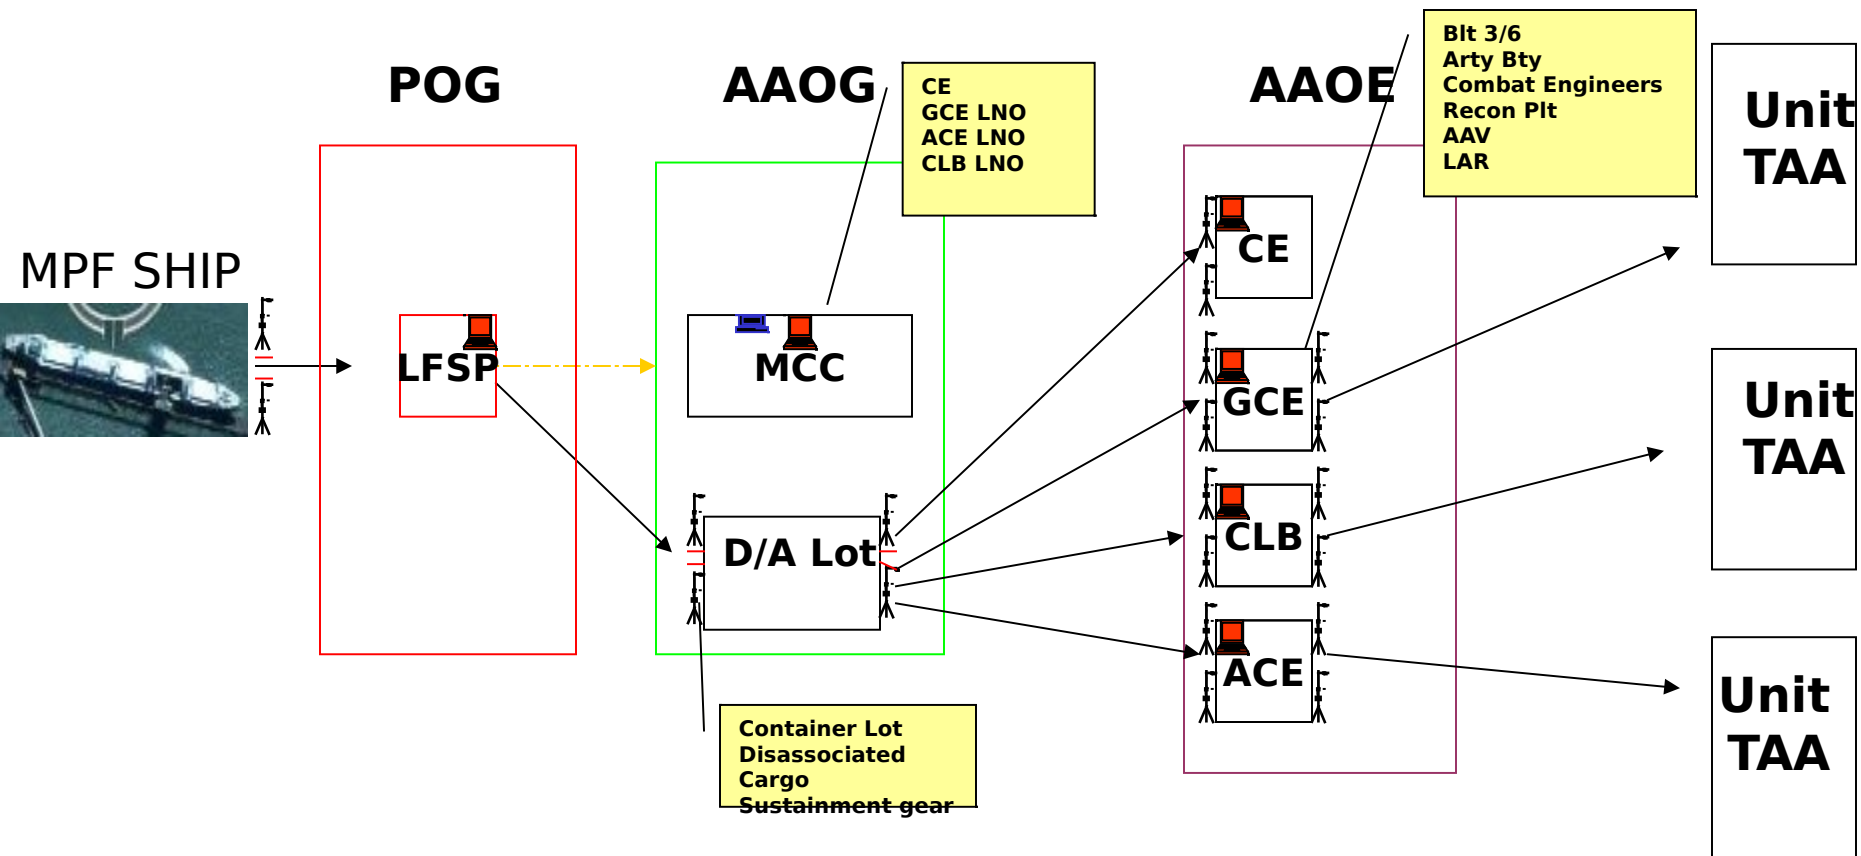 POG
AAOG
AAOE
CE
GCE LNO
ACE LNO
CLB LNO
Blt 3/6
Arty Bty
Combat Engineers
Recon Plt
AAV
LAR
Unit
TAA
MPF SHIP
LFSP
MCC
D/A Lot
CE
GCE
CLB
ACE
Unit
TAA
Unit
TAA
Container Lot
Disassociated
Cargo
Sustainment gear